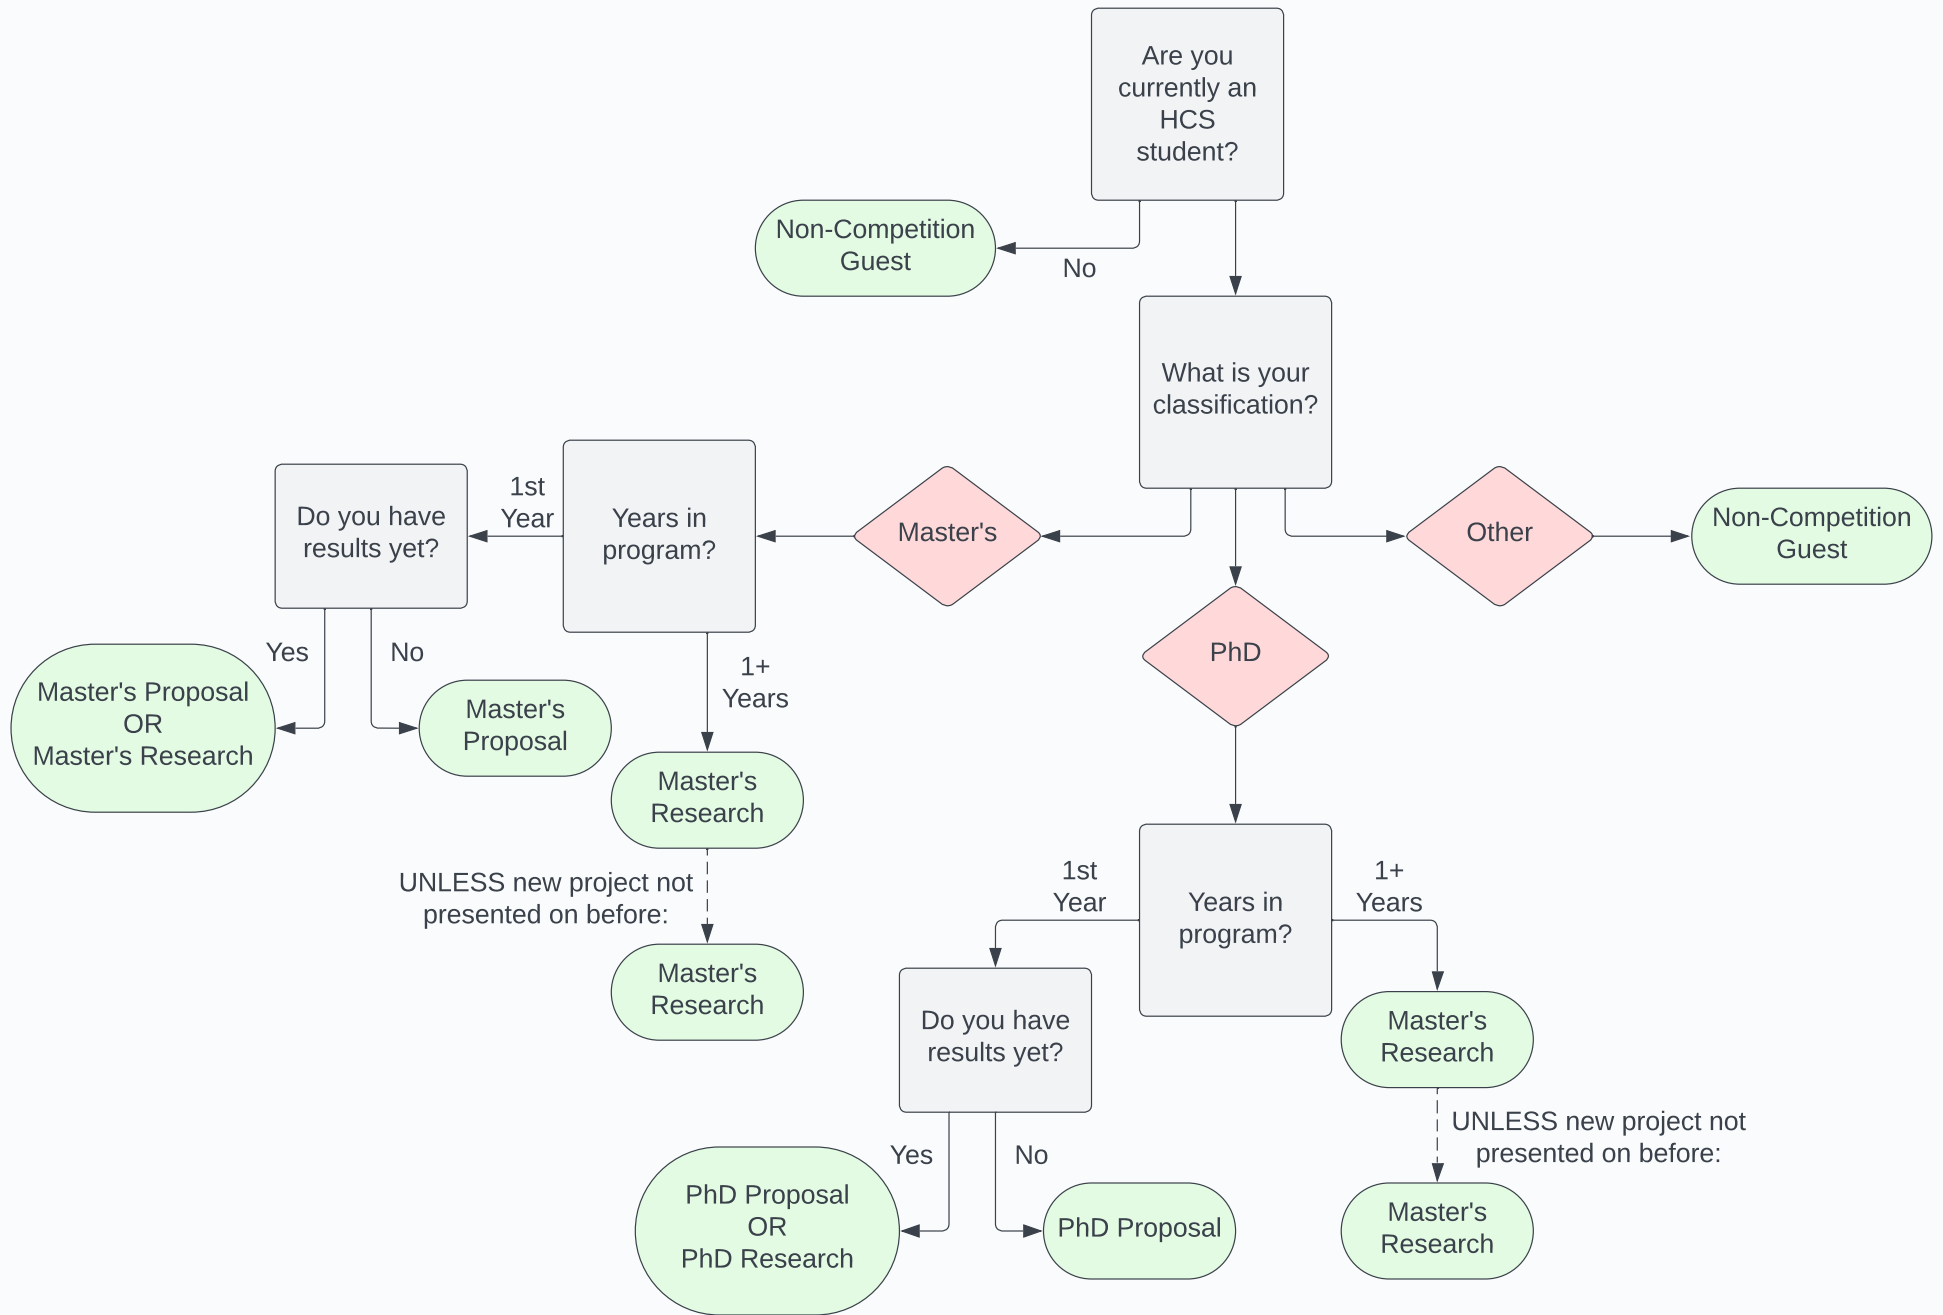 Are you
currently an
HCS
student?
Non-Competition
Guest
No
What is your
classification?
Master's
Other
Non-Competition
Guest
PhD
Years in
program?
1st
Year
Do you have
results yet?
Yes
No
Master's Proposal
OR
Master's Research
Master's
Proposal
1+
Years
Master's
Research
UNLESS new project not
presented on before:
Master's
Research
Years in
program?
1st
Year
1+
Years
Do you have
results yet?
Yes
No
PhD Proposal
OR
PhD Research
PhD Proposal
Master's
Research
UNLESS new project not
presented on before:
Master's
Research